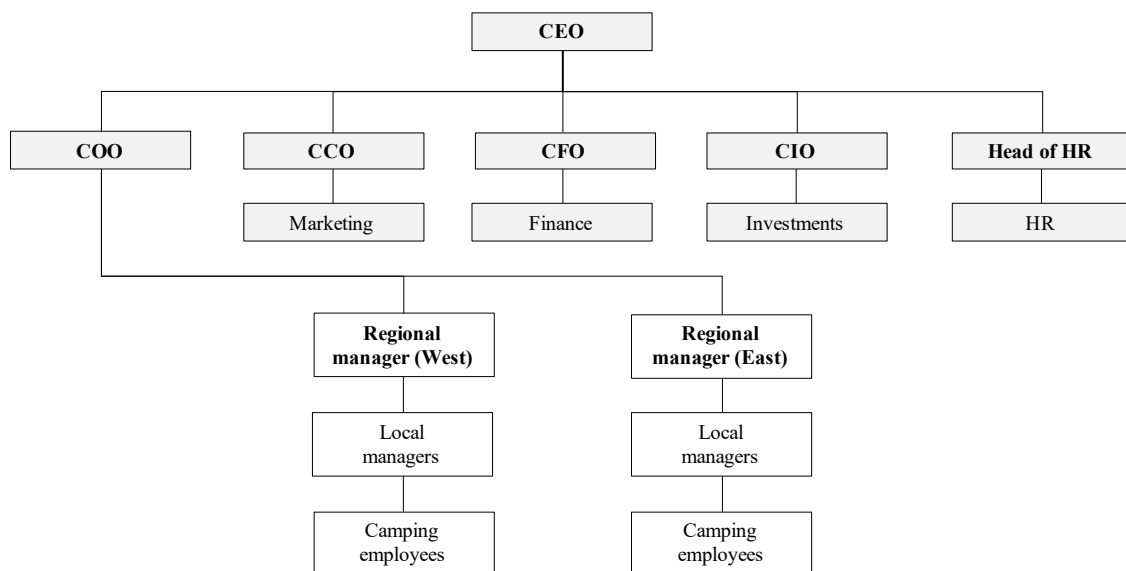 CEO
COO
CCO
CFO
CIO
Head of HR
Marketing
Finance
Investments
HR
Regional
manager (West)
Regional
manager (East)
Local
managers
Local
managers
Camping
employees
Camping
employees